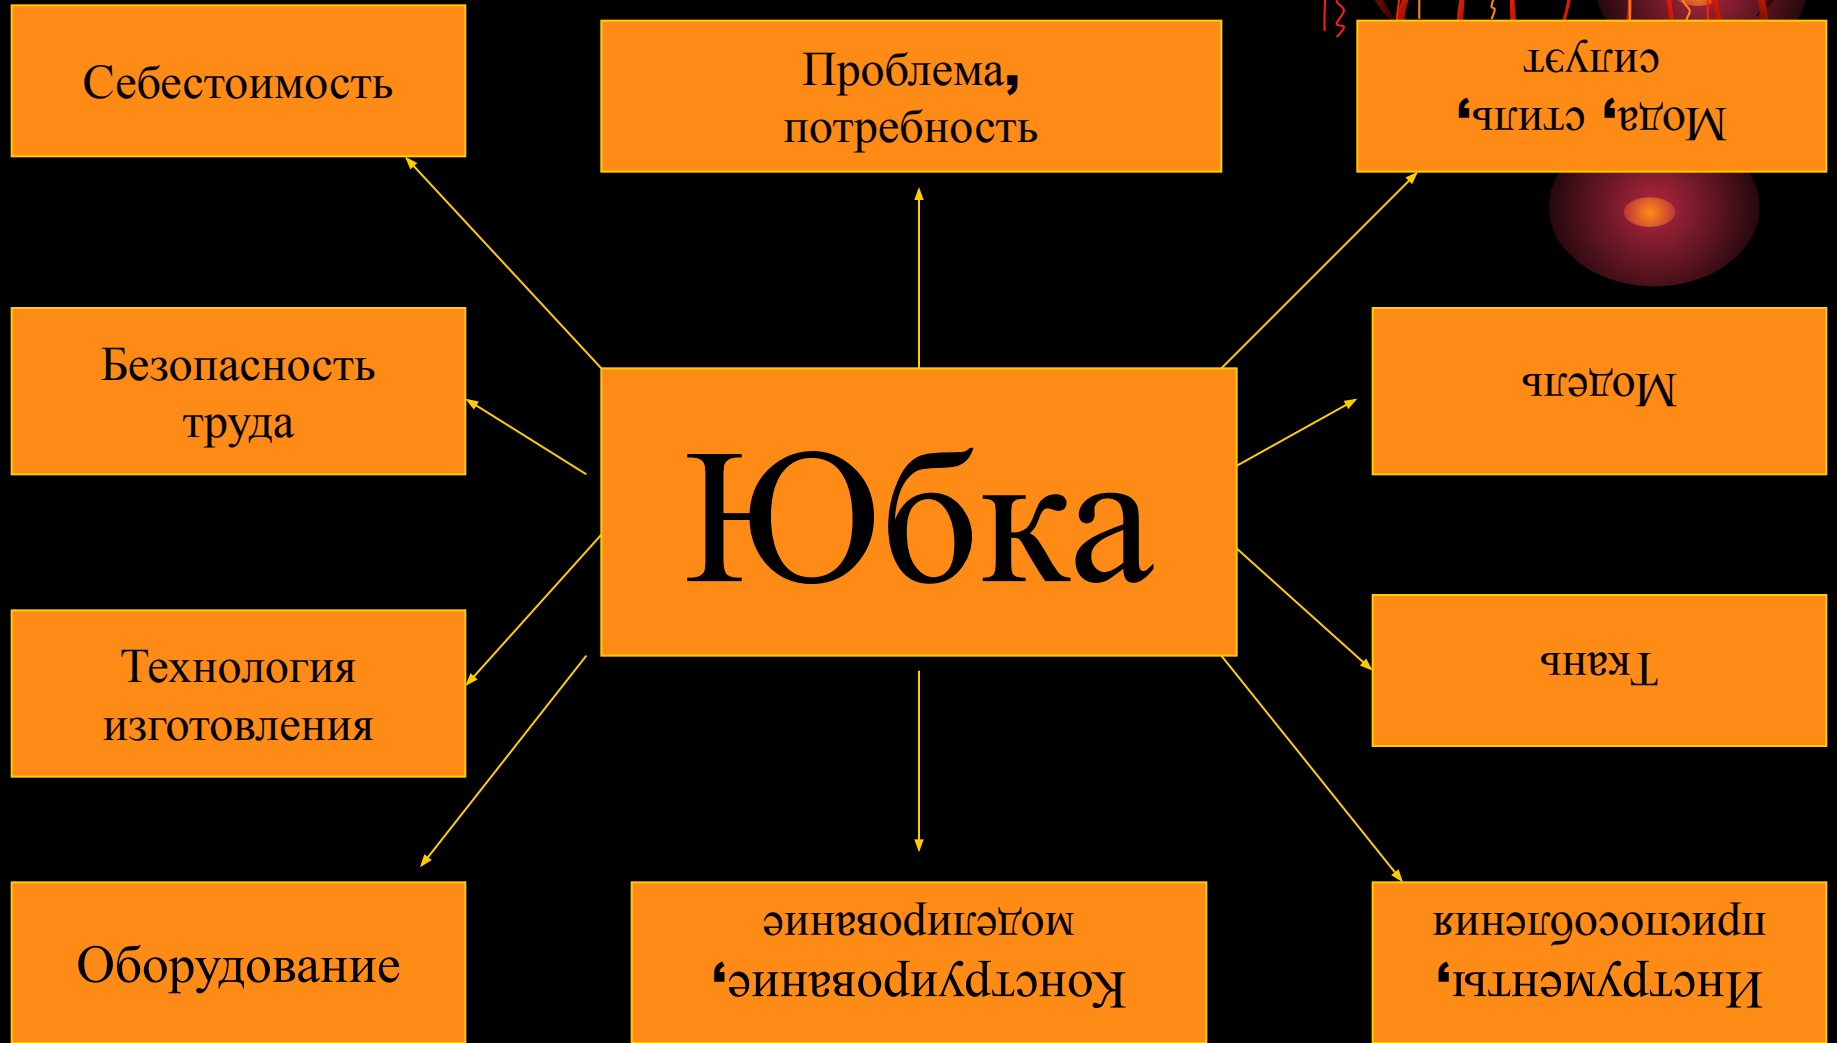 Себестоимость
Проблема,
потребность
Мода, стиль,
силуэт
Безопасность
труда
Модель
Юбка
Технология
изготовления
Ткань
Оборудование
Конструирование,
моделирование
Инструменты,
приспособления